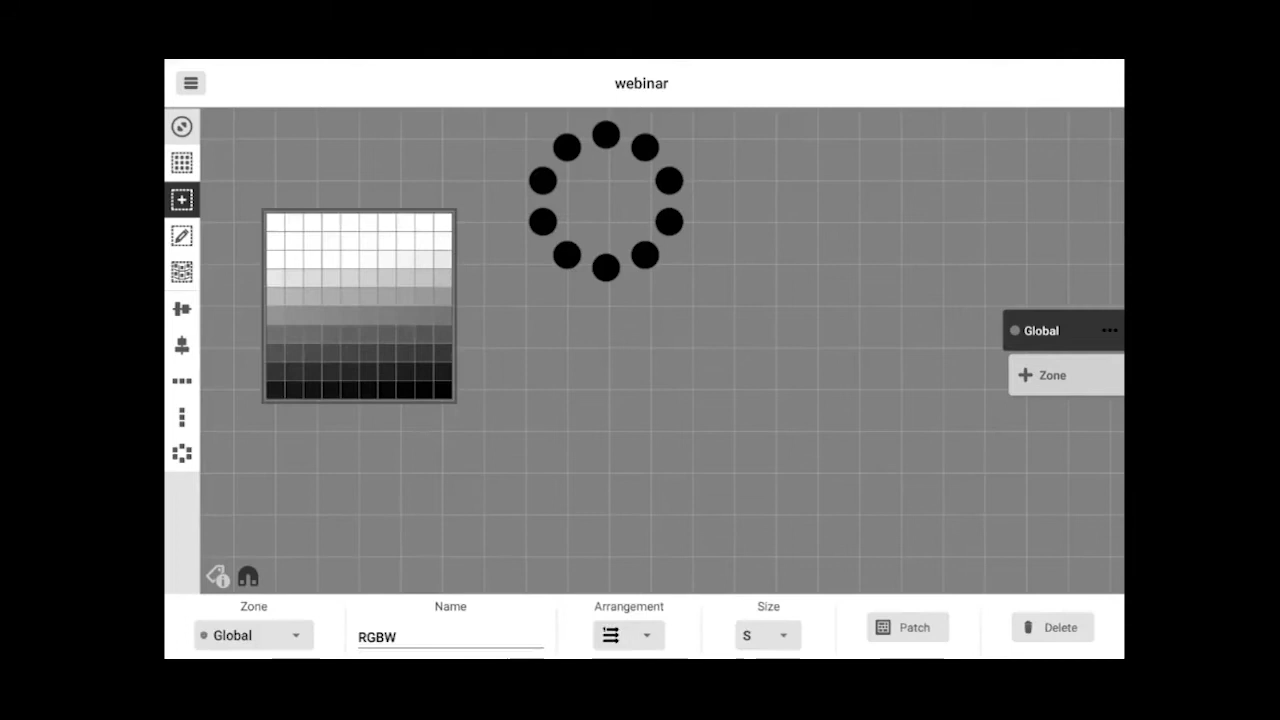 webinar
Global
Zone
Zone
Name
Arrangement
Size
Global
RGBW
S
Patch
Delete